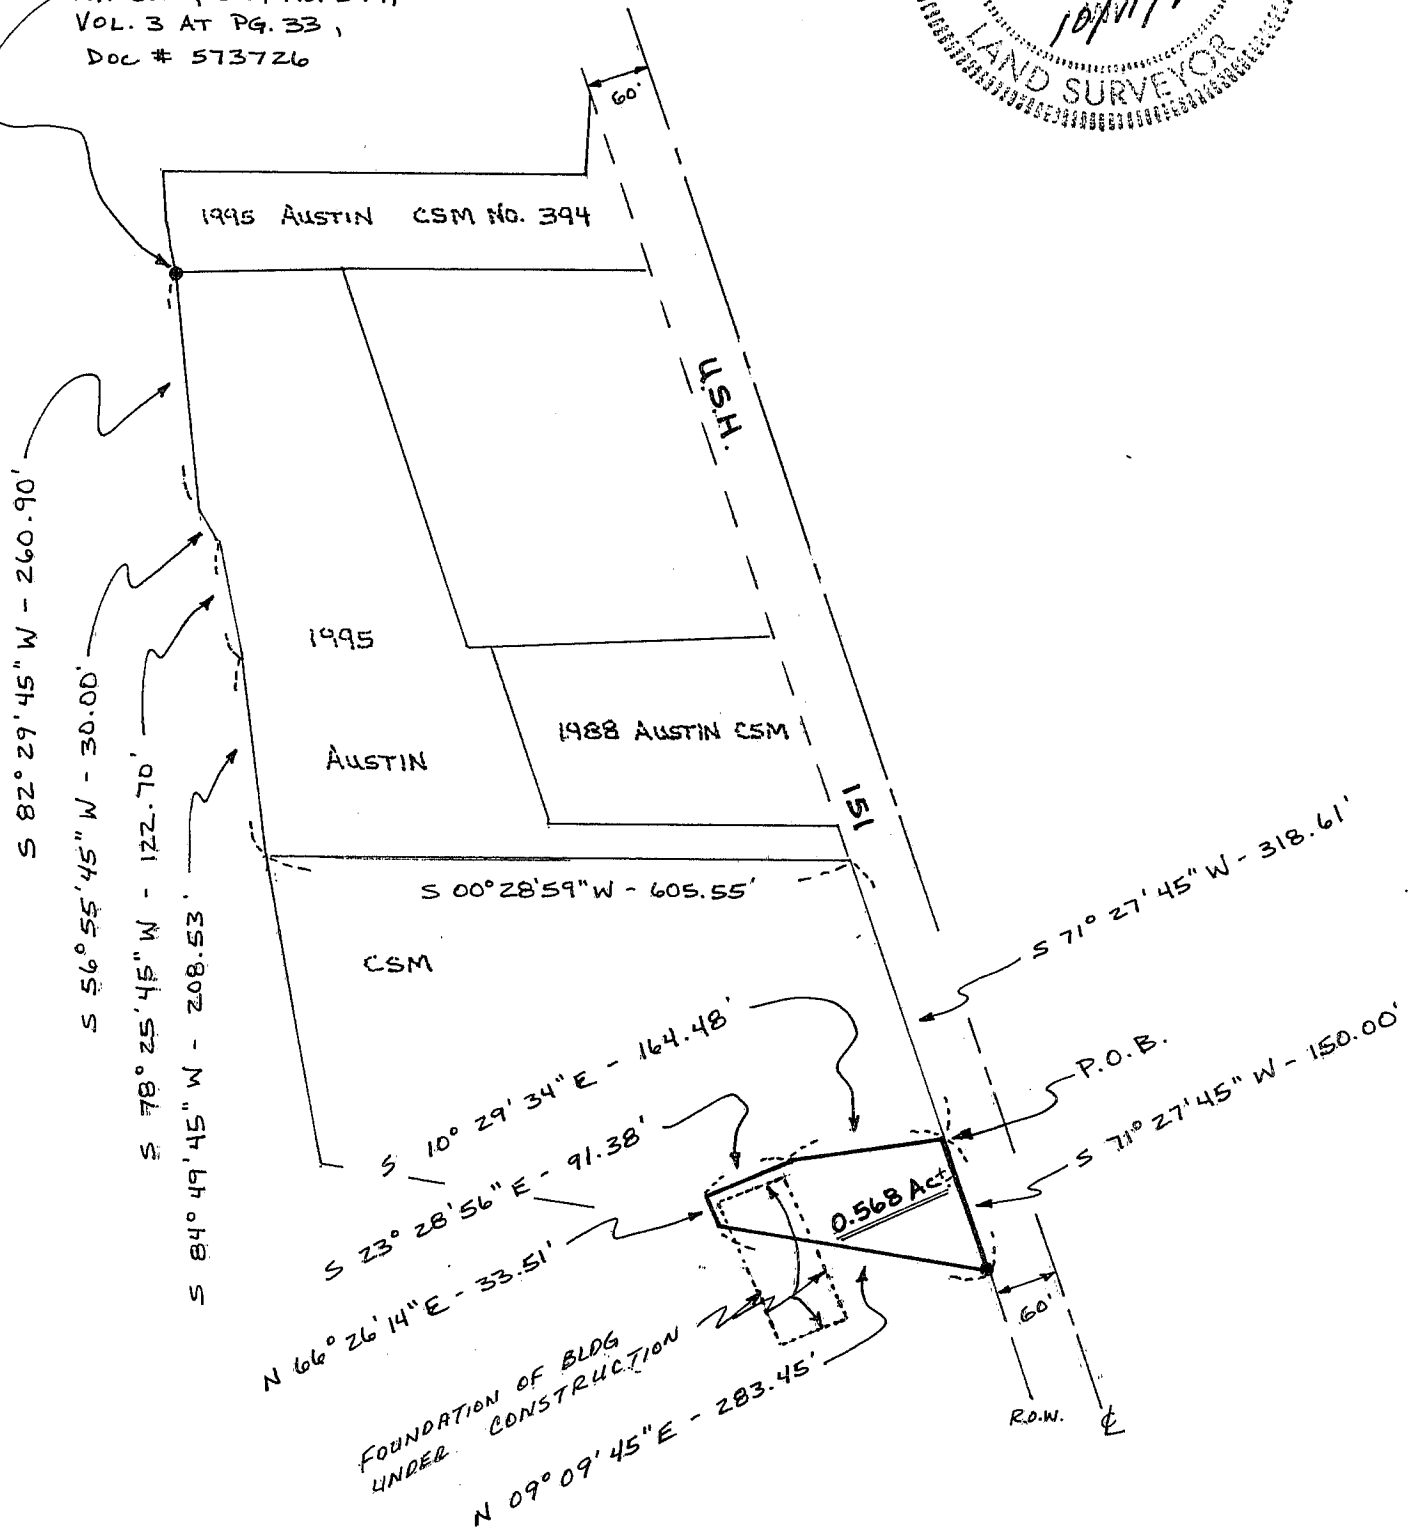 VOL. 3 AT PG. 33,
DOC # 573726
LAND SURVEYOR
60'
1995 AUSTIN CSM NO. 394
U.S.H.
151
S 82° 29' 45" W - 260.90'
S 56° 55' 45" W - 30.00'
S 78° 25' 45" W - 122.70'
S 84° 49' 45" W - 208.53'
1995
AUSTIN
CSM
1988 AUSTIN CSM
S 00° 28' 59" W - 605.55'
S 71° 27' 45" W - 318.61'
P.O.B.
S 71° 27' 45" W - 150.00'
S 10° 29' 34" E - 164.48'
S 23° 28' 56" E - 91.38'
N 66° 26' 14" E - 33.51'
0.568 Ac±
FOUNDATION OF BLDG
UNDER CONSTRUCTION
N 09° 09' 45" E - 283.45'
60'
R.O.W.
℄